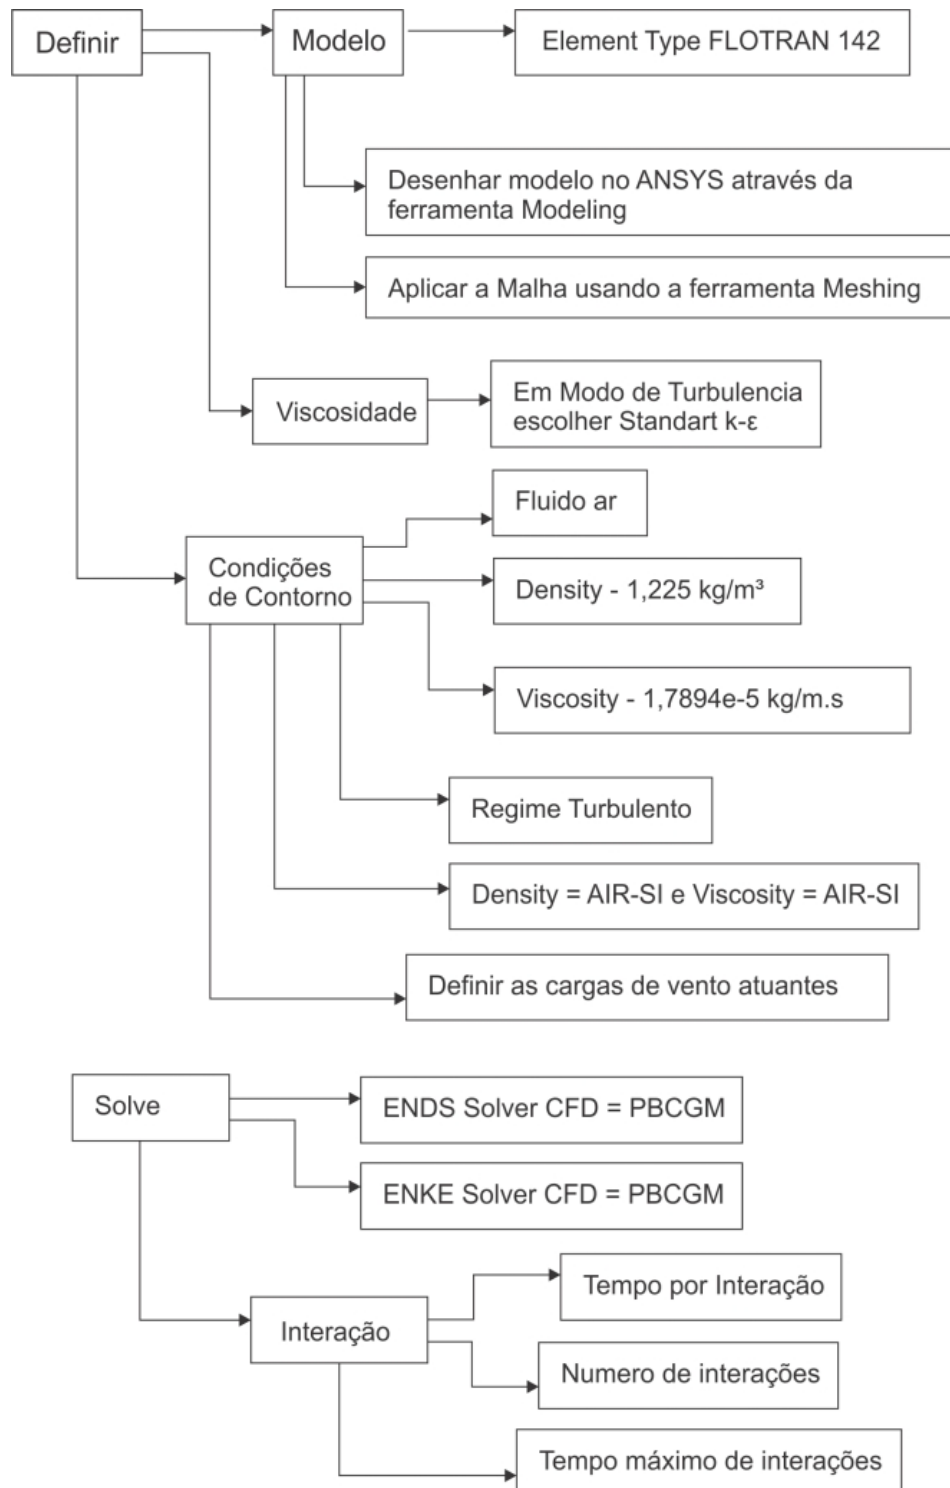 Definir
Modelo
Element Type FLOTRAN 142
Desenhar modelo no ANSYS através da
ferramenta Modeling
Aplicar a Malha usando a ferramenta Meshing
Viscosidade
Em Modo de Turbulencia
escolher Standart k-ε
Fluido ar
Condições
de Contorno
Density - 1,225 kg/m³
Viscosity - 1,7894e-5 kg/m.s
Regime Turbulento
Density = AIR-SI e Viscosity = AIR-SI
Definir as cargas de vento atuantes
Solve
ENDS Solver CFD = PBCGM
ENKE Solver CFD = PBCGM
Tempo por Interação
Interação
Numero de interações
Tempo máximo de interações